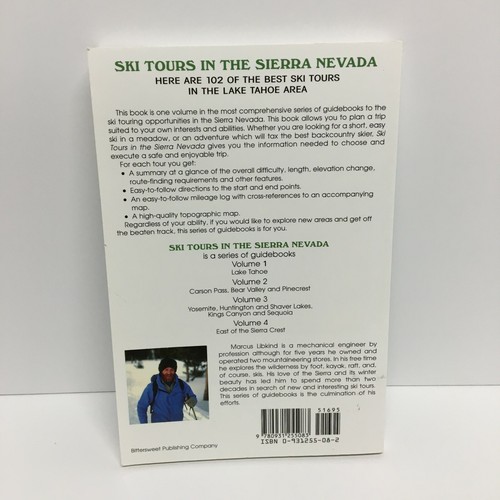 SKI TOURS IN THE SIERRA NEVADA
HERE ARE 102 OF THE BEST SKI TOURS
IN THE LAKE TAHOE AREA
This book is one volume in the most comprehensive series of guidebooks to the
ski touring opportunities in the Sierra Nevada. This book allows you to plan a trip
suited to your own interests and abilities. Whether you are looking for a short, easy
ski in a meadow, or an adventure which will tax the best backcountry skier, Ski
Tours in the Sierra Nevada gives you the information needed to choose and
execute a safe and enjoyable trip.
For each tour you get:
• A summary at a glance of the overall difficulty, length, elevation change,
route-finding requirements and other features.
• Easy-to-follow directions to the start and end points.
• An easy-to-follow mileage log with cross-references to an accompanying
map.
• A high-quality topographic map.
Regardless of your ability, if you would like to explore new areas and get off
the beaten track, this series of guidebooks is for you.
SKI TOURS IN THE SIERRA NEVADA
is a series of guidebooks
Volume 1
Lake Tahoe
Volume 2
Carson Pass, Bear Valley and Pinecrest
Volume 3
Yosemite, Huntington and Shaver Lakes,
Kings Canyon and Sequoia
Volume 4
East of the Sierra Crest
Marcus Libkind is a mechanical engineer by
profession although for five years he owned and
operated two mountaineering stores. In his free time
he explores the wilderness by foot, kayak, raft, and,
of course, skis. His love of the Sierra and its winter
beauty has led him to spend more than two
decades in search of new and interesting ski tours.
This series of guidebooks is the culmination of his
efforts.
51695
9 780931 255083
ISBN 0-931255-08-2
Bittersweet Publishing Company